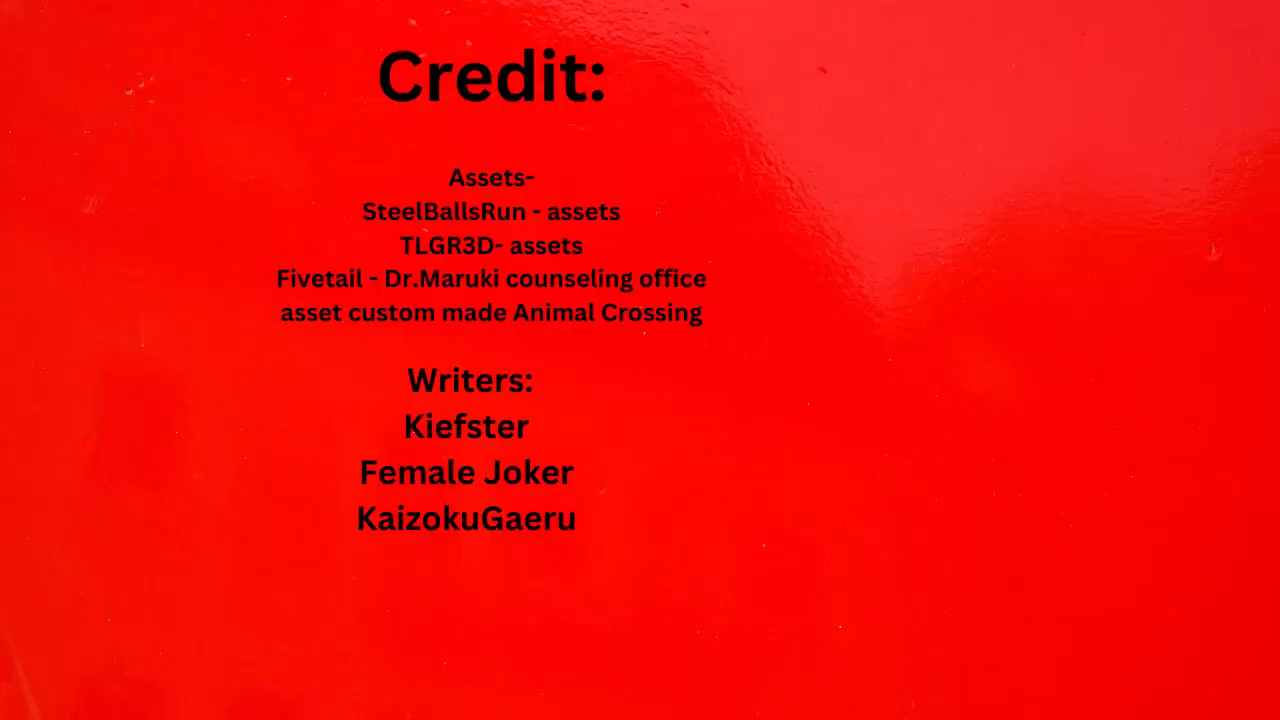 Credit:
Assets-
SteelBallsRun - assets
TLGR3D- assets
Fivetail - Dr.Maruki counseling office
asset custom made Animal Crossing
Writers:
Kiefster
Female Joker
KaizokuGaeru